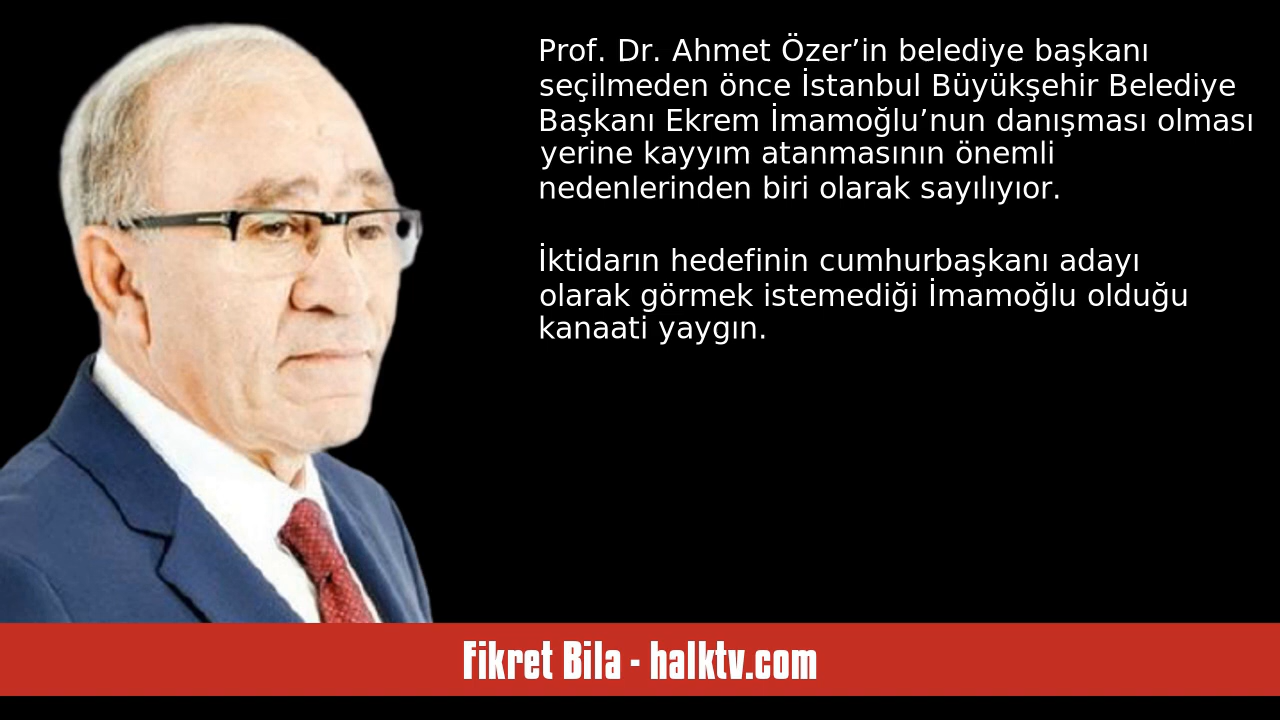 Prof. Dr. Ahmet Özer’in belediye başkanı
seçilmeden önce İstanbul Büyükşehir Belediye
Başkanı Ekrem İmamoğlu’nun danışması olması
yerine kayyım atanmasının önemli
nedenlerinden biri olarak sayılıyıor.
İktidarın hedefinin cumhurbaşkanı adayı
olarak görmek istemediği İmamoğlu olduğu
kanaati yaygın.
Fikret Bila - halktv.com